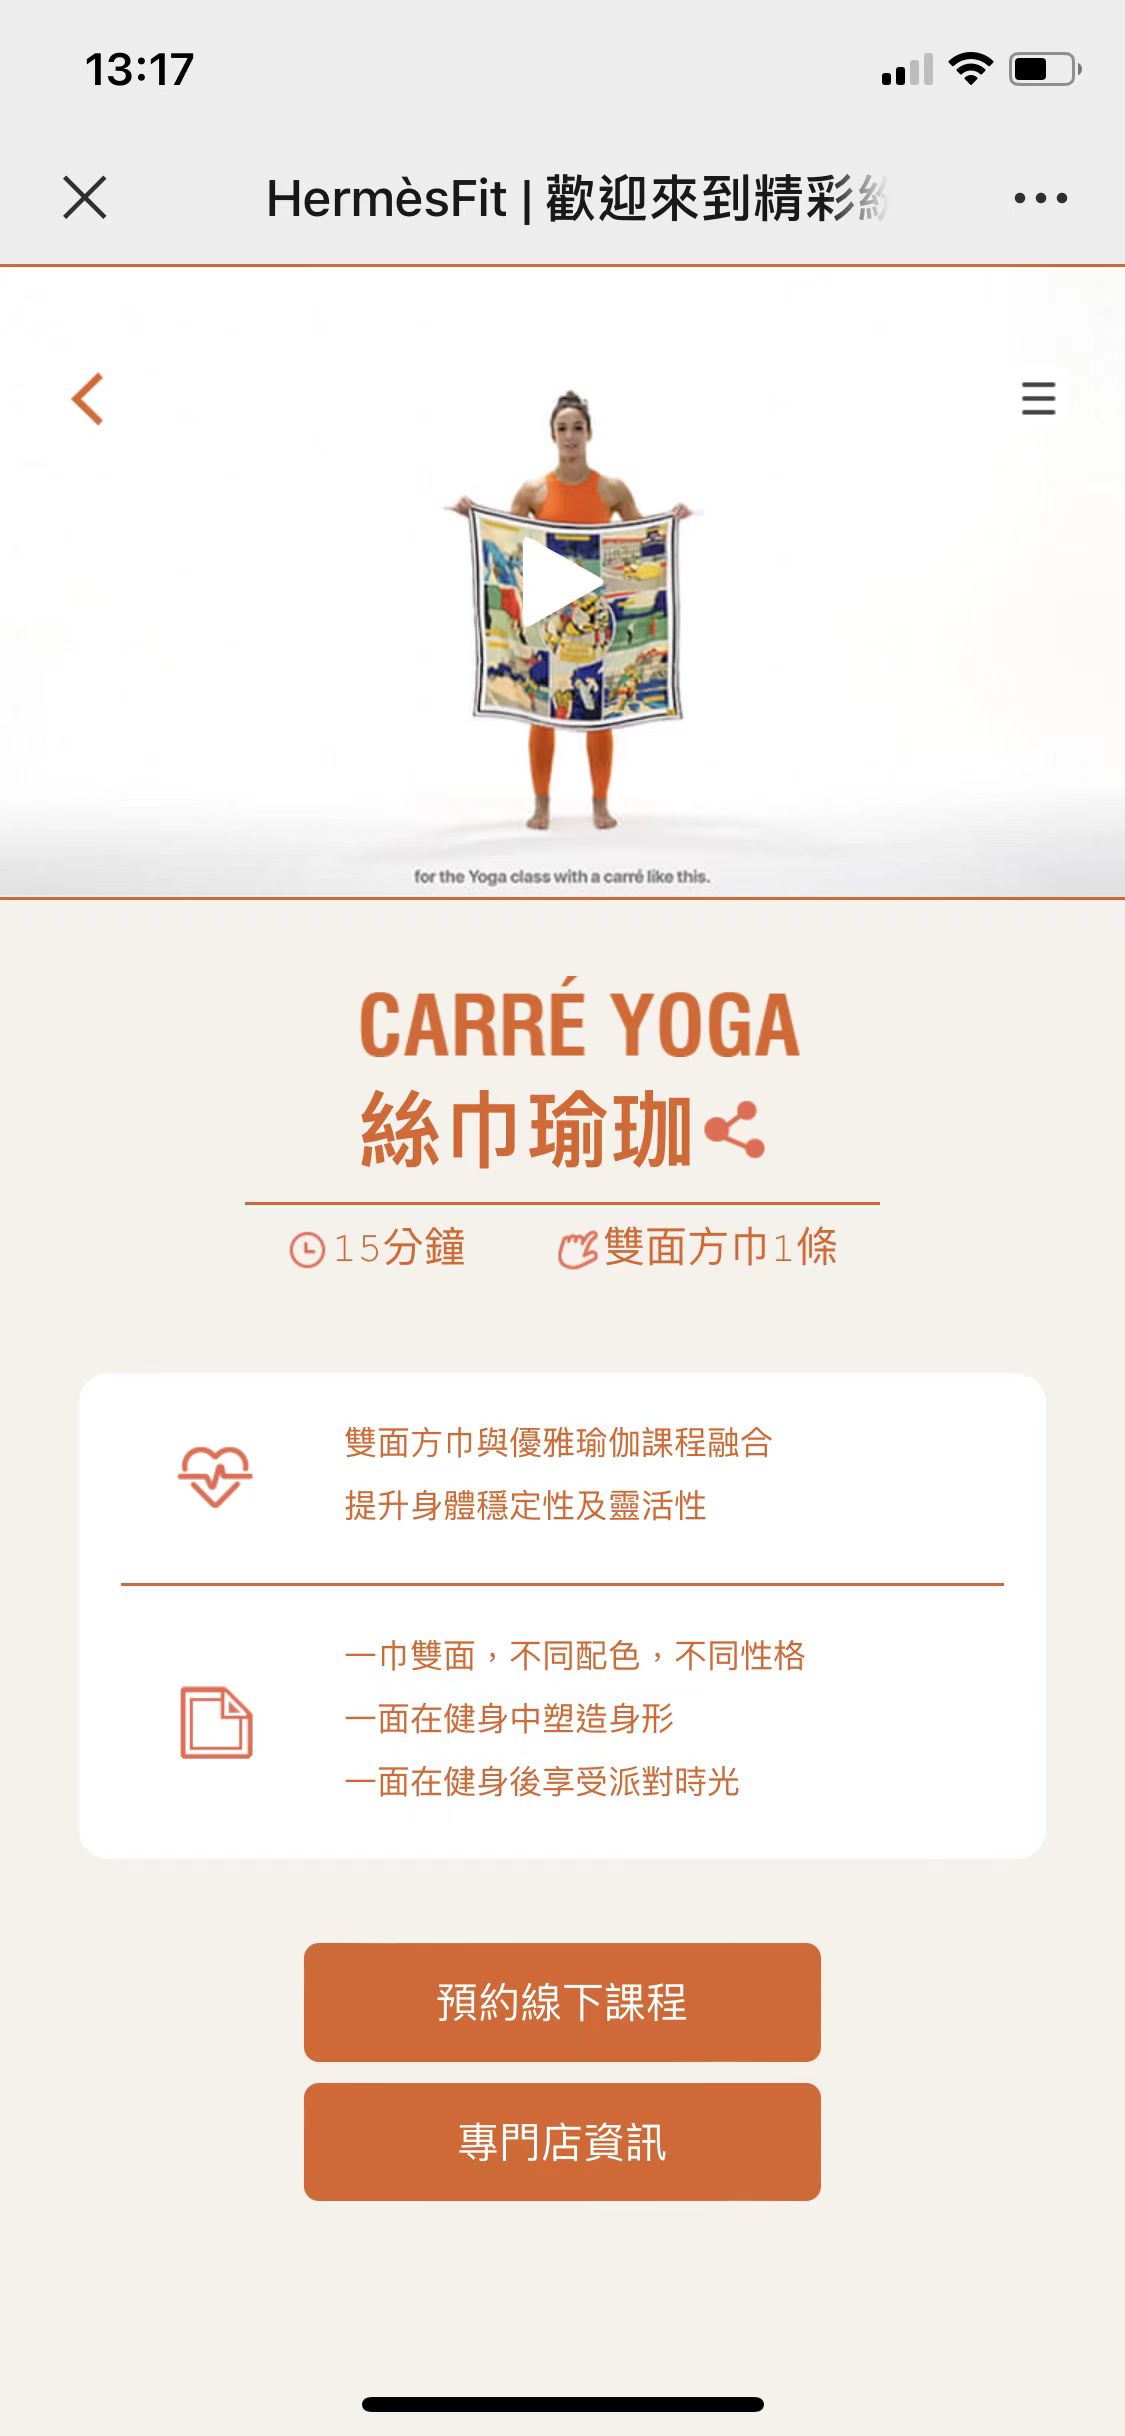 13:17
HermèsFit | 歡迎來到精彩
for the Yoga class with a carré like this.
CARRÉ YOGA
絲巾瑜珈
15分鐘 雙面方巾1條
雙面方巾與優雅瑜伽課程融合
提升身體穩定性及靈活性
一巾雙面，不同配色，不同性格
一面在健身中塑造身形
一面在健身後享受派對時光
預約線下課程
專門店資訊